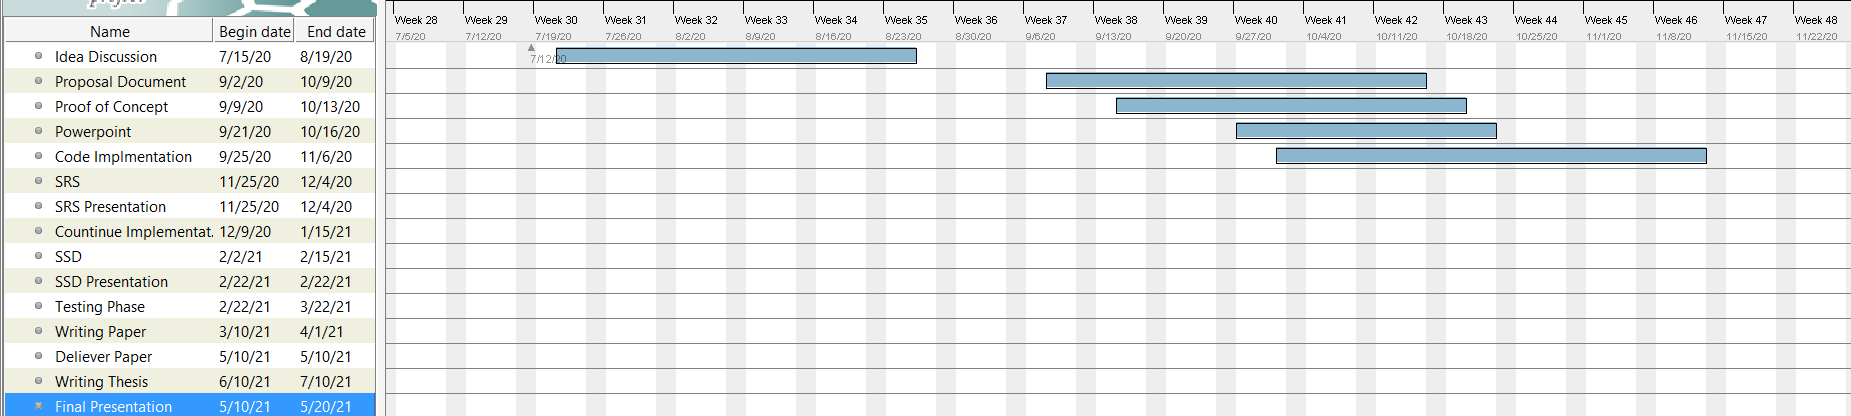 project
Week 28 Week 29 Week 30 Week 31 Week 32 Week 33 Week 34 Week 35 Week 36 Week 37 Week 38 Week 39 Week 40 Week 41 Week 42 Week 43 Week 44 Week 45 Week 46 Week 47 Week 48
Name Begin date End date
7/5/20 7/12/20 7/19/20 7/26/20 8/2/20 8/9/20 8/16/20 8/23/20 8/30/20 9/6/20 9/13/20 9/20/20 9/27/20 10/4/20 10/11/20 10/18/20 10/25/20 11/1/20 11/8/20 11/15/20 11/22/20
Idea Discussion 7/15/20 8/19/20
7/12/20
Proposal Document 9/2/20 10/9/20
Proof of Concept 9/9/20 10/13/20
Powerpoint 9/21/20 10/16/20
Code Implmentation 9/25/20 11/6/20
SRS 11/25/20 12/4/20
SRS Presentation 11/25/20 12/4/20
Countinue Implementat. 12/9/20 1/15/21
SSD 2/2/21 2/15/21
SSD Presentation 2/22/21 2/22/21
Testing Phase 2/22/21 3/22/21
Writing Paper 3/10/21 4/1/21
Deliever Paper 5/10/21 5/10/21
Writing Thesis 6/10/21 7/10/21
Final Presentation 5/10/21 5/20/21